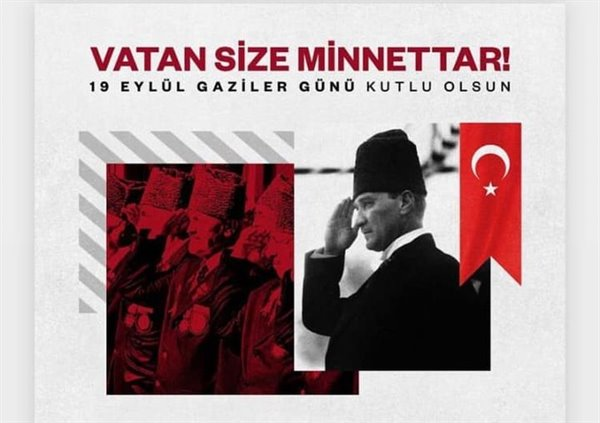 VATAN SİZE MİNNETTAR!
19 EYLÜL GAZİLER GÜNÜ KUTLU OLSUN